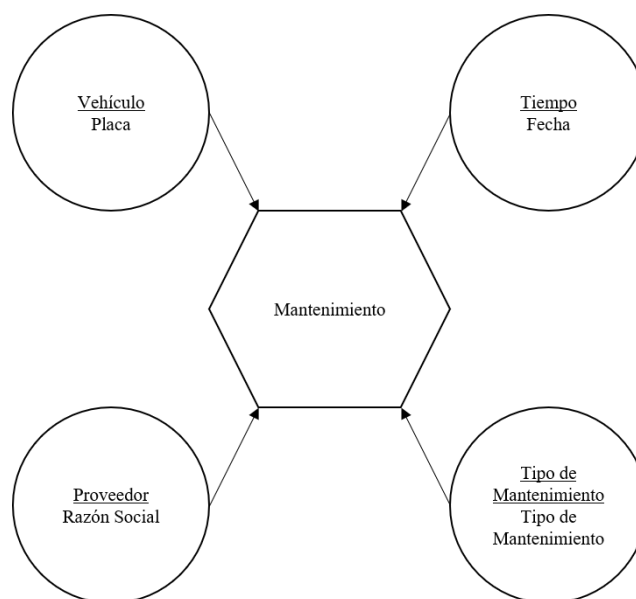 Vehículo
Placa
Tiempo
Fecha
Mantenimiento
Proveedor
Razón Social
Tipo de
Mantenimiento
Tipo de
Mantenimiento